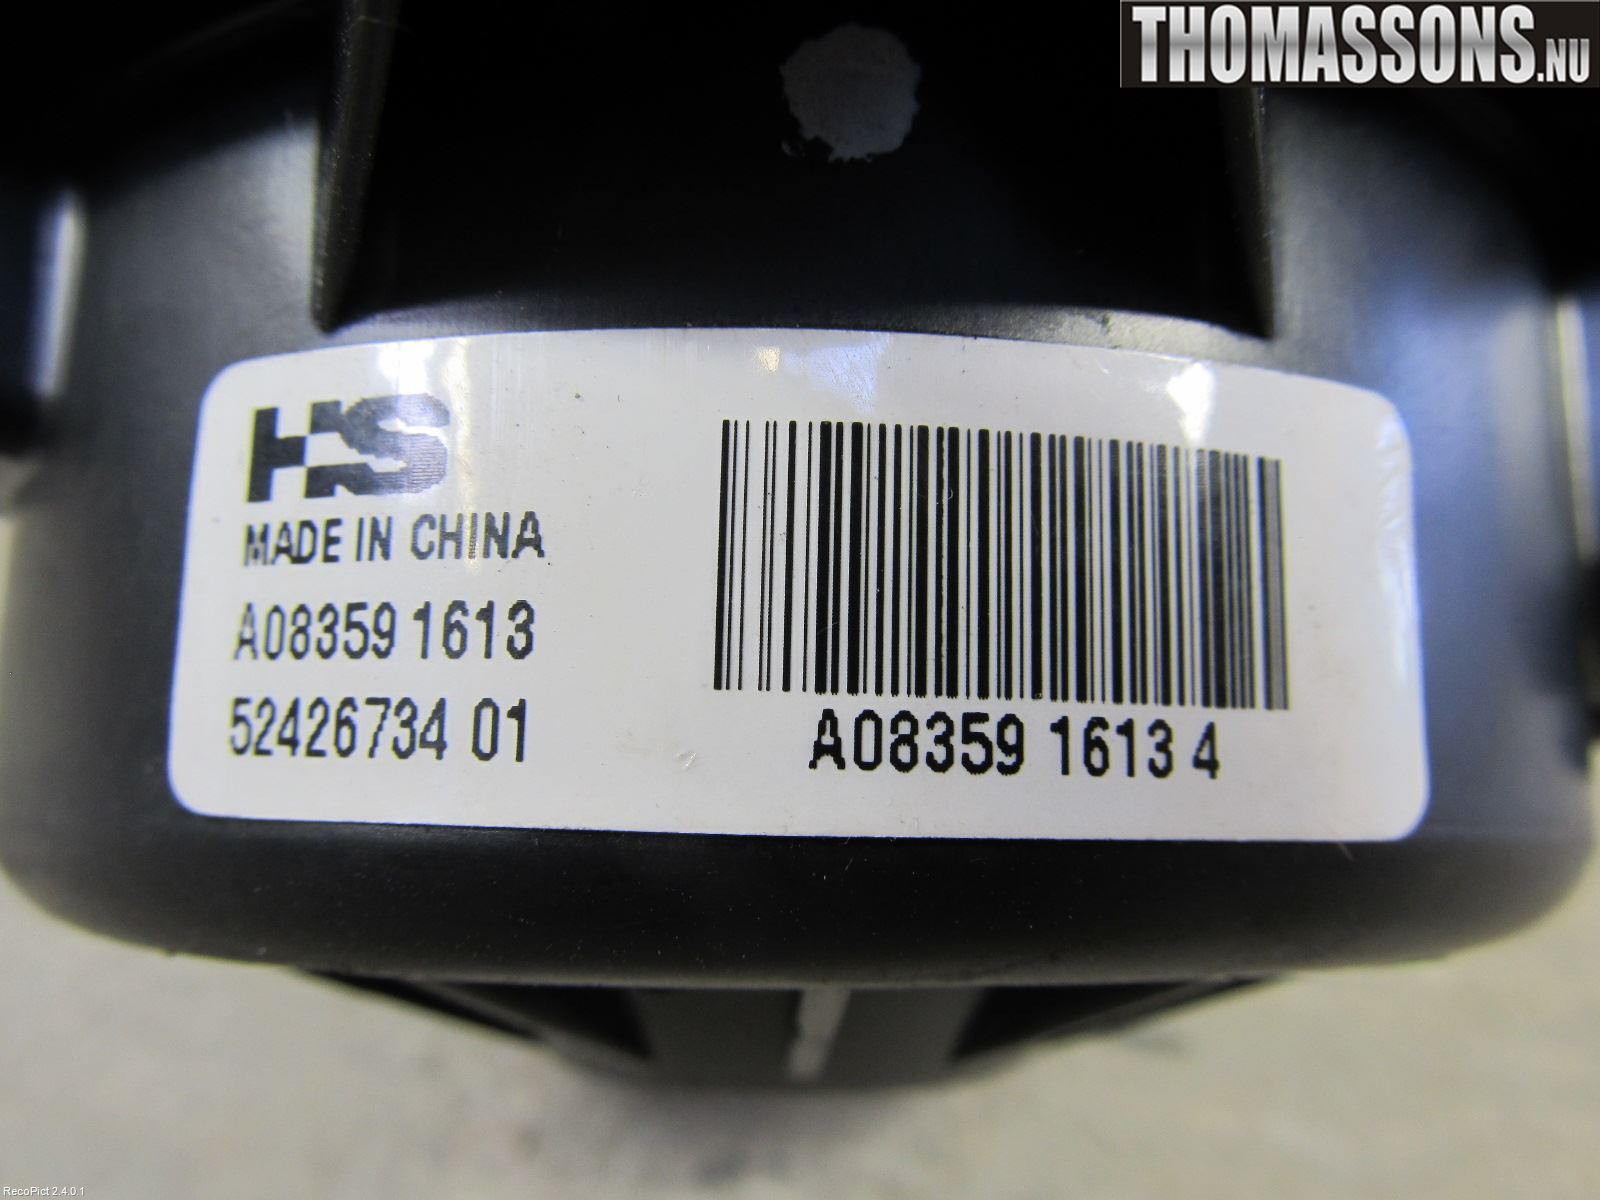 THOMASSONS.NU
HS
MADE IN CHINA
A08359 1613
52426734 01
A08359 1613 4
RecoPict 2.4.0.1